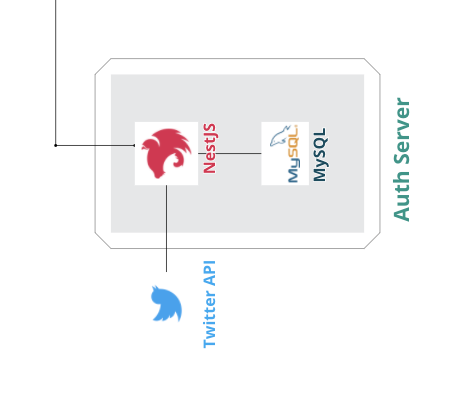 Twitter API
NestJS
MySQL
MySQL
Auth Server